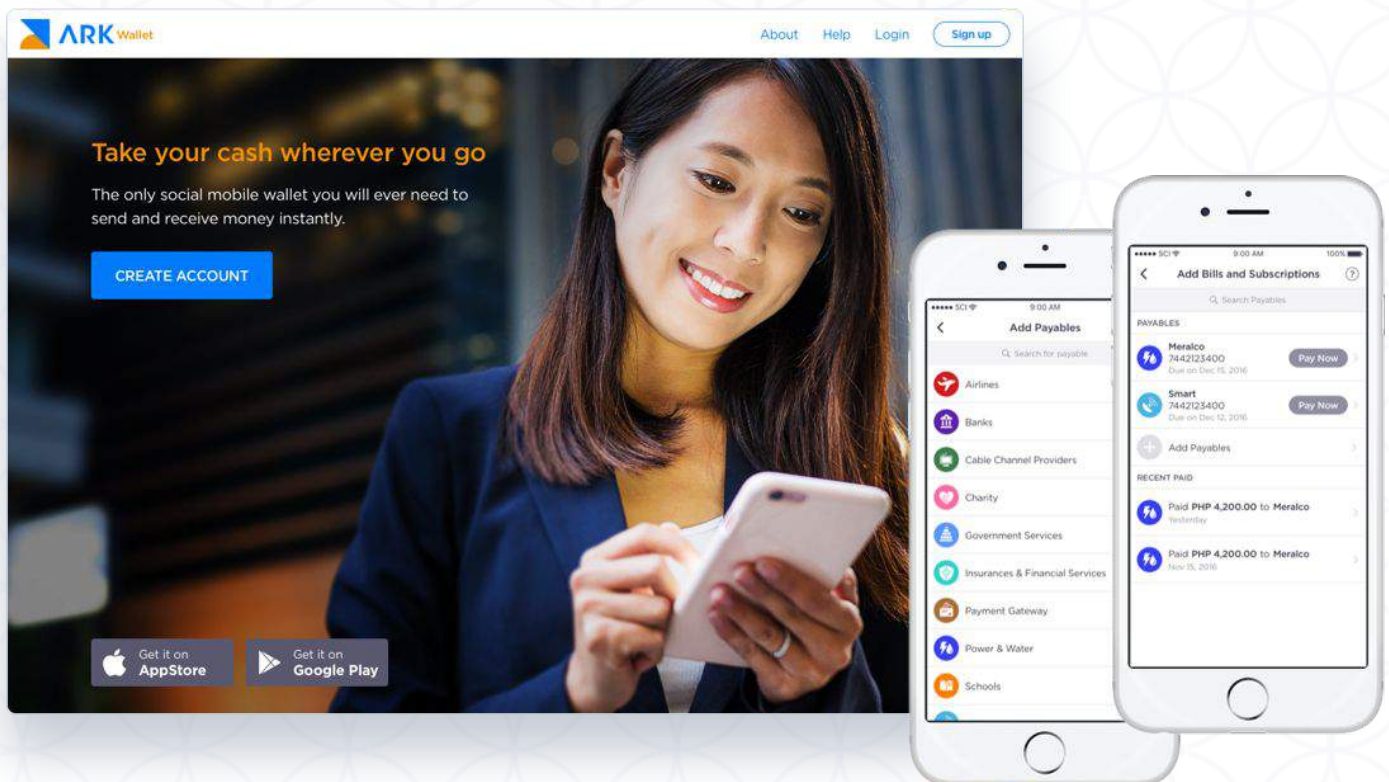 ARK Wallet
About Help Login Sign up
Take your cash wherever you go
The only social mobile wallet you will ever need to
send and receive money instantly.
CREATE ACCOUNT
Get it on
AppStore
Get it on
Google Play
SCI 9:00 AM
Add Payables
Search for payable
Airlines
Banks
Cable Channel Providers
Charity
Government Services
Insurances & Financial Services
Payment Gateway
Power & Water
Schools
SCI 9:00 AM 100%
Add Bills and Subscriptions ?
Search Payables
PAYABLES
Meralco
7442123400
Due on Dec 15, 2016
Pay Now
Smart
7442123400
Due on Dec 12, 2016
Pay Now
Add Payables
RECENT PAID
Paid PHP 4,200.00 to Meralco
Yesterday
Paid PHP 4,200.00 to Meralco
Nov 15, 2016